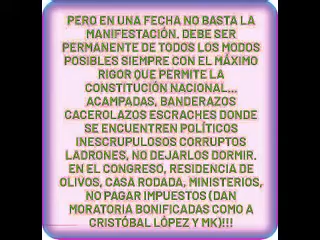 PERO EN UNA FECHA NO BASTA LA
MANIFESTACIÓN. DEBE SER
PERMANENTE DE TODOS LOS MODOS
POSIBLES SIEMPRE CON EL MÁXIMO
RIGOR QUE PERMITE LA
CONSTITUCIÓN NACIONAL...
ACAMPADAS, BANDERAZOS
CACEROLAZOS ESCRACHES DONDE
SE ENCUENTREN POLÍTICOS
INESCRUPULOSOS CORRUPTOS
LADRONES, NO DEJARLOS DORMIR.
EN EL CONGRESO, RESIDENCIA DE
OLIVOS, CASA RODADA, MINISTERIOS,
NO PAGAR IMPUESTOS (DAN
MORATORIA BONIFICADAS COMO A
CRISTÓBAL LÓPEZ Y MK)!!!